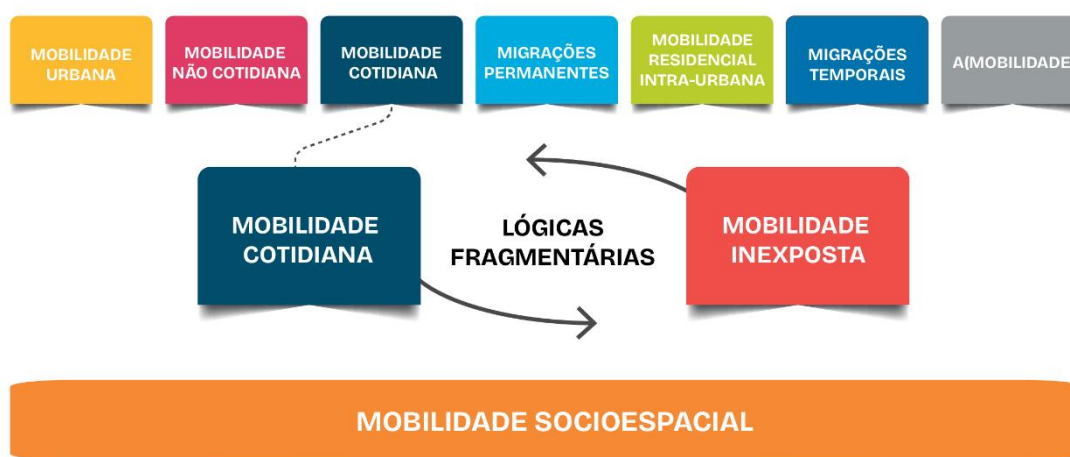 MOBILIDADE
URBANA
MOBILIDADE
NÃO COTIDIANA
MOBILIDADE
COTIDIANA
MIGRAÇÕES
PERMANENTES
MOBILIDADE
RESIDENCIAL
INTRA-URBANA
MIGRAÇÕES
TEMPORAIS
A(MOBILIDADE
MOBILIDADE
COTIDIANA
LÓGICAS
FRAGMENTÁRIAS
MOBILIDADE
INEXPOSTA
MOBILIDADE SOCIOESPACIAL